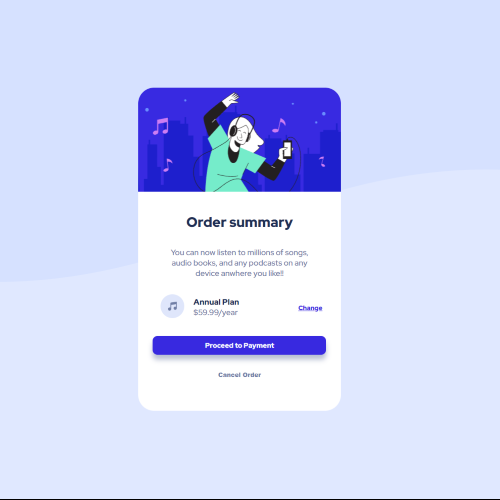 Order summary
You can now listen to millions of songs,
audio books, and any podcasts on any
device anwhere you like!!
Annual Plan
$59.99/year
Change
Proceed to Payment
Cancel Order